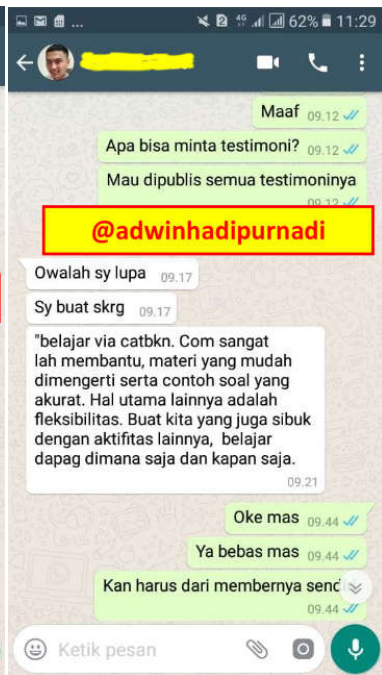 62% 11:29
Maaf 09.12
Apa bisa minta testimoni? 09.12
Mau dipublis semua testimoninya
09.12
@adwinhadipurnadi
Owalah sy lupa 09.17
Sy buat skrg 09.17
"belajar via catbkn. Com sangat
lah membantu, materi yang mudah
dimengerti serta contoh soal yang
akurat. Hal utama lainnya adalah
fleksibilitas. Buat kita yang juga sibuk
dengan aktifitas lainnya, belajar
dapag dimana saja dan kapan saja.
09.21
Oke mas 09.44
Ya bebas mas 09.44
Kan harus dari membernya
09.44
Ketik pesan